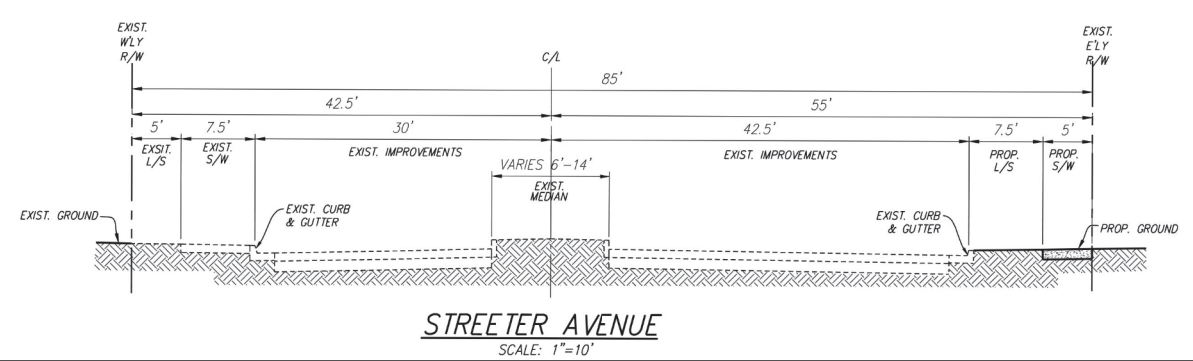 EXIST.
W'LY
R/W
C/L
EXIST.
E'LY
R/W
85'
42.5'
55'
5'
7.5'
30'
42.5'
7.5'
5'
EXSIT.
L/S
EXIST.
S/W
EXIST. IMPROVEMENTS
EXIST. IMPROVEMENTS
PROP.
L/S
PROP.
S/W
VARIES 6'-14'
EXIST.
MEDIAN
EXIST. GROUND
EXIST. CURB
& GUTTER
EXIST. CURB
& GUTTER
PROP. GROUND
STREETER AVENUE
SCALE: 1"=10'